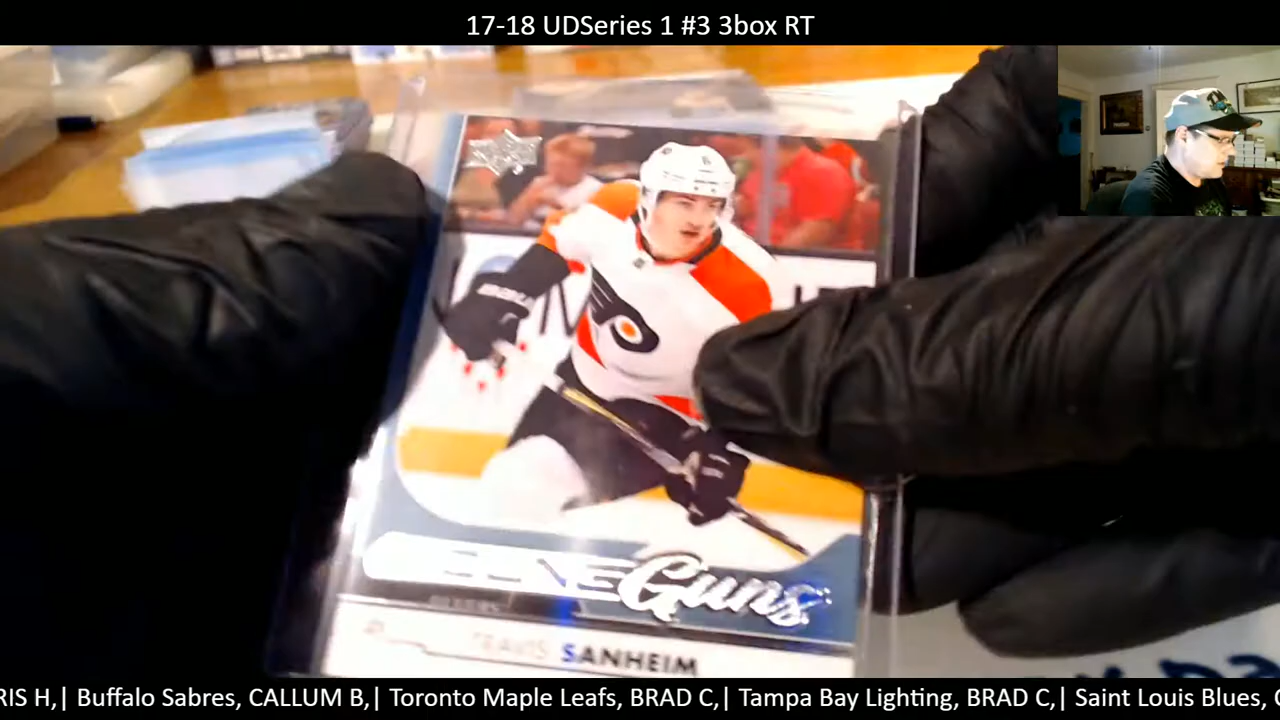 17-18 UDSeries 1 #3 3box RT
Guns
TRAVIS SANHEIM
RIS H,| Buffalo Sabres, CALLUM B,| Toronto Maple Leafs, BRAD C,| Tampa Bay Lighting, BRAD C,| Saint Louis Blues,